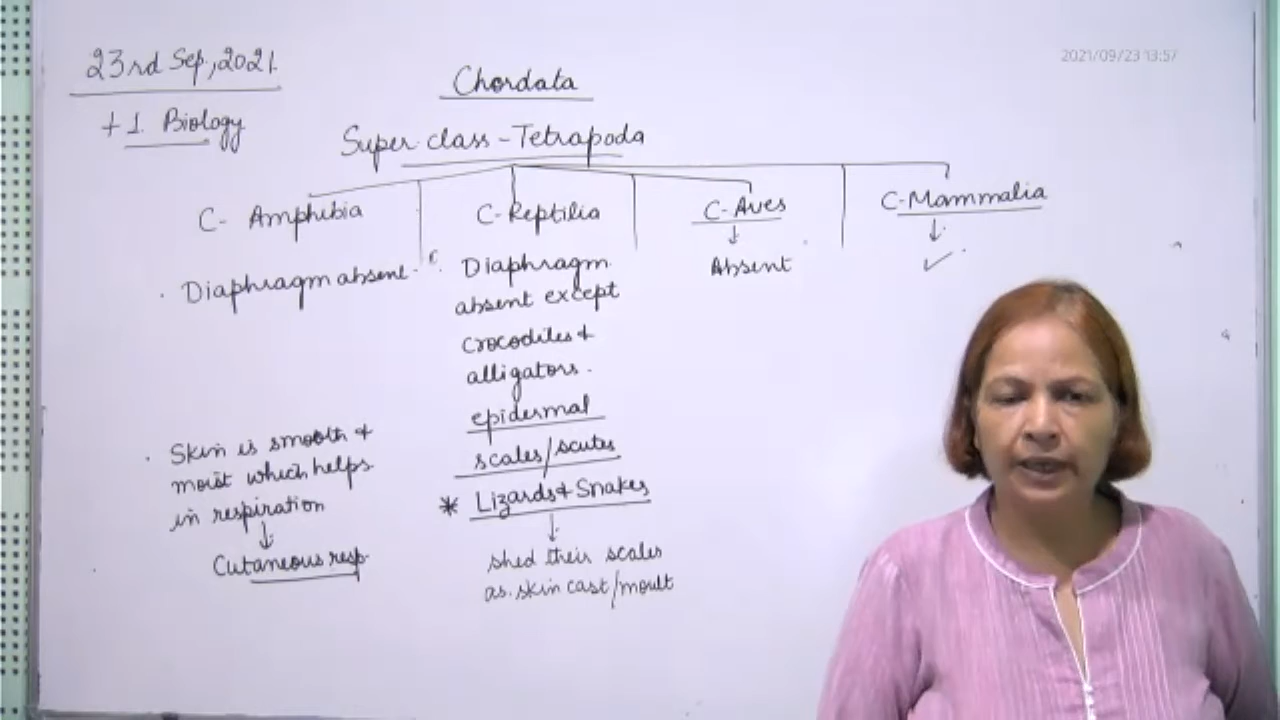 23rd Sep, 2021.
+1 Biology
2021/09/23 13:57
Chordata
Super class - Tetrapoda
C- Amphibia
Diaphragm absent.
Skin is smooth &
moist which helps
in respiration
↓
Cutaneous resp.
C- Reptilia
Diaphragm
absent except
crocodiles &
alligators.
epidermal
scales/scutes
* Lizards & Snakes
↓
shed their scales
as skin cast/moult
C- Aves
↓
Absent
C- Mammalia
↓
✓